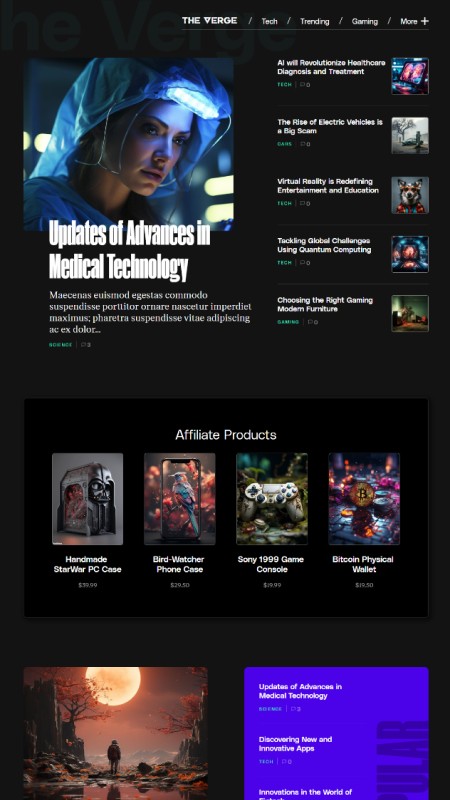 The Verge
THE VERGE / Tech / Trending / Gaming / More +
Updates of Advances in
Medical Technology
Maecenas euismod egestas commodo
suspendisse porttitor ornare nascetur imperdiet
maximus; pharetra suspendisse vitae adipiscing
ac ex dolor...
SCIENCE 3
AI will Revolutionize Healthcare
Diagnosis and Treatment
TECH 0
The Rise of Electric Vehicles is
a Big Scam
CARS 0
Virtual Reality is Redefining
Entertainment and Education
TECH 0
Tackling Global Challenges
Using Quantum Computing
TECH 0
Choosing the Right Gaming
Modern Furniture
GAMING 0
Affiliate Products
Handmade
StarWar PC Case
$39.99
Bird-Watcher
Phone Case
$29.50
Sony 1999 Game
Console
$19.99
Bitcoin Physical
Wallet
$19.50
Updates of Advances in
Medical Technology
SCIENCE 3
Discovering New and
Innovative Apps
TECH 0
Innovations in the World of